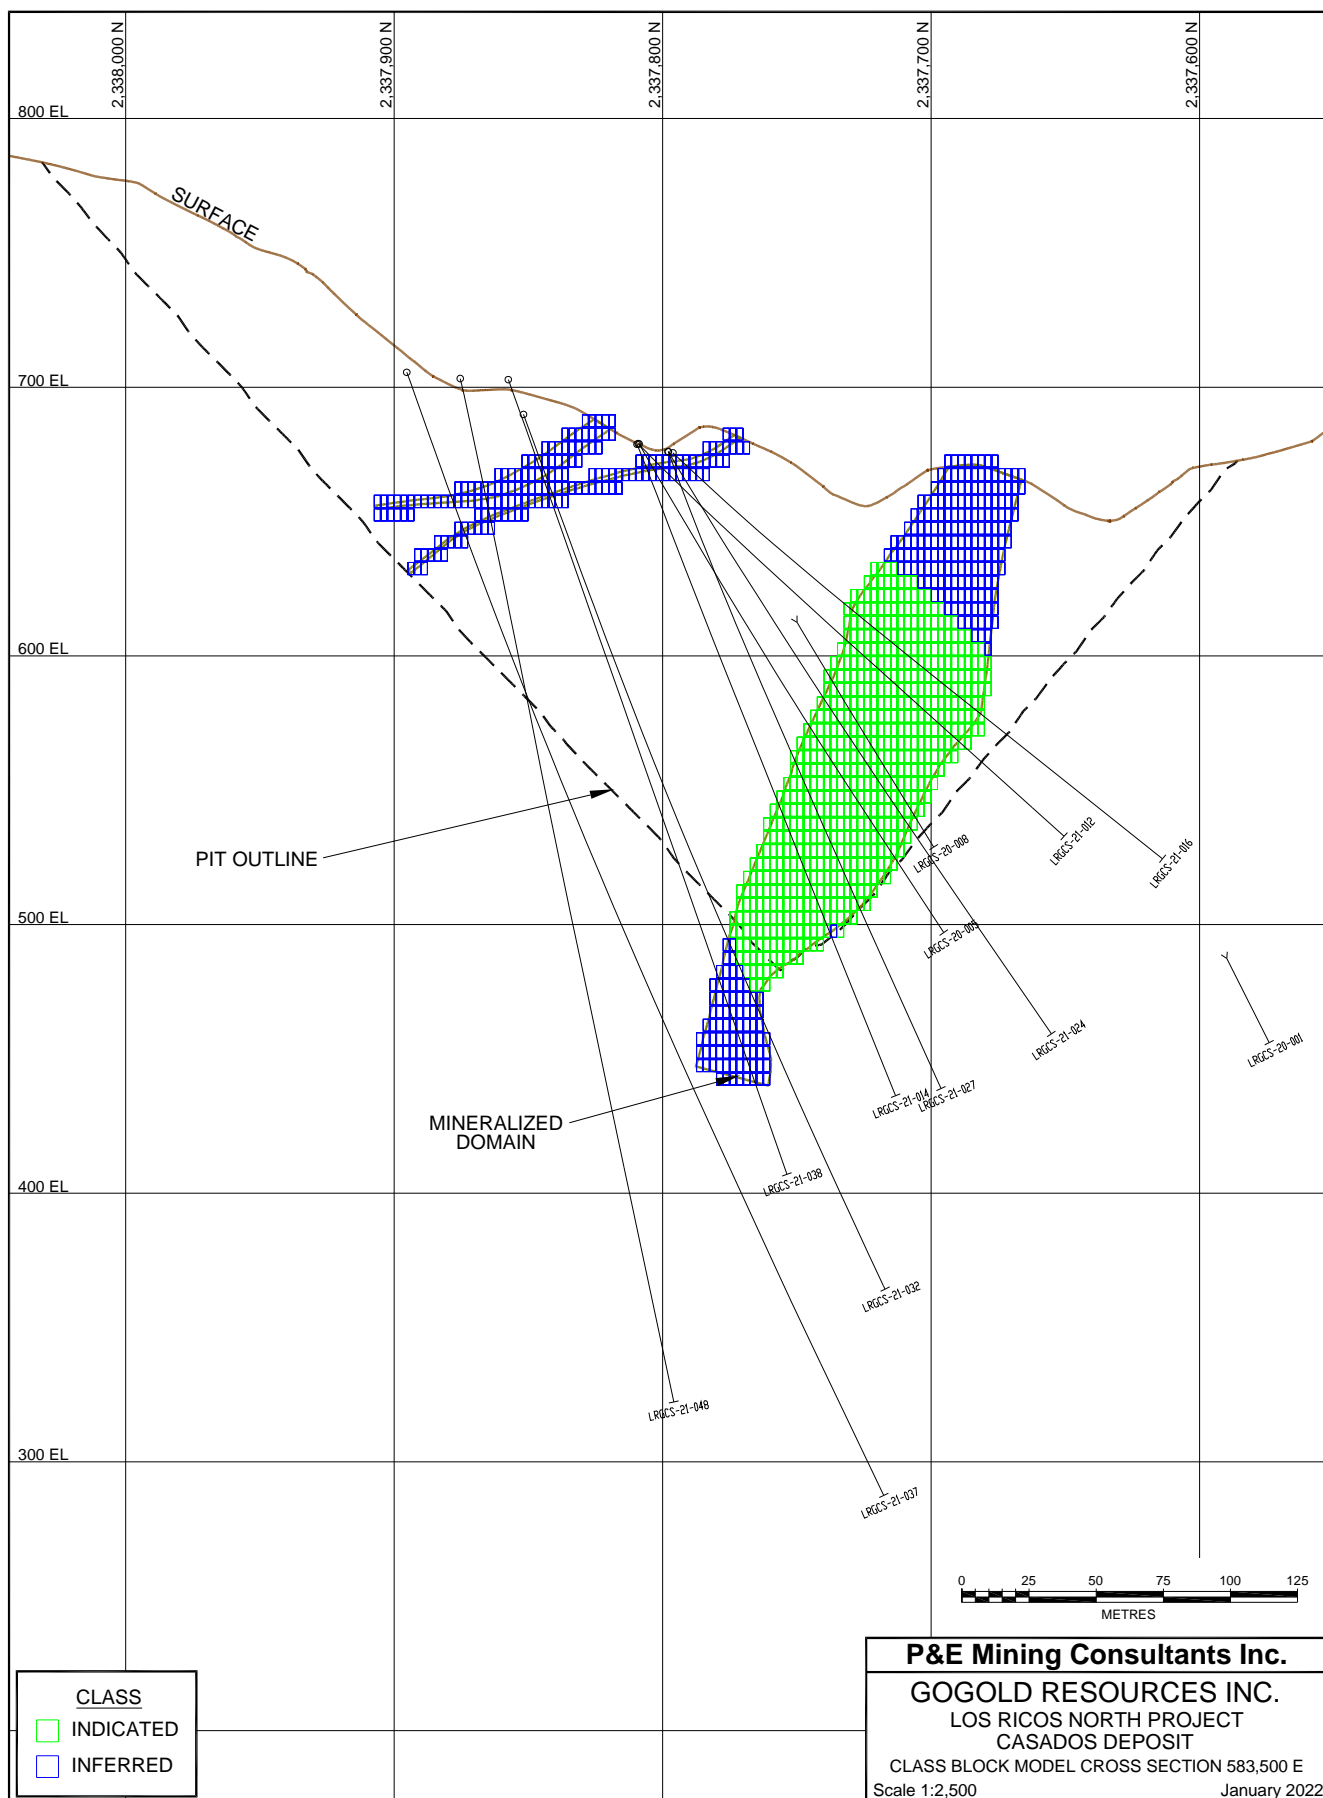 2,338,000 N
2,337,900 N
2,337,800 N
2,337,700 N
2,337,600 N
800 EL
SURFACE
700 EL
600 EL
PIT OUTLINE
LRGCS-20-008
LRGCS-21-012
LRGCS-21-016
500 EL
LRGCS-20-005
LRGCS-21-024
LRGCS-20-001
LRGCS-21-014
LRGCS-21-027
MINERALIZED
DOMAIN
LRGCS-21-038
400 EL
LRGCS-21-032
LRGCS-21-048
300 EL
LRGCS-21-037
0 25 50 75 100 125
METRES
P&E Mining Consultants Inc.
GOGOLD RESOURCES INC.
LOS RICOS NORTH PROJECT
CASADOS DEPOSIT
CLASS BLOCK MODEL CROSS SECTION 583,500 E
Scale 1:2,500 January 2022
CLASS
INDICATED
INFERRED